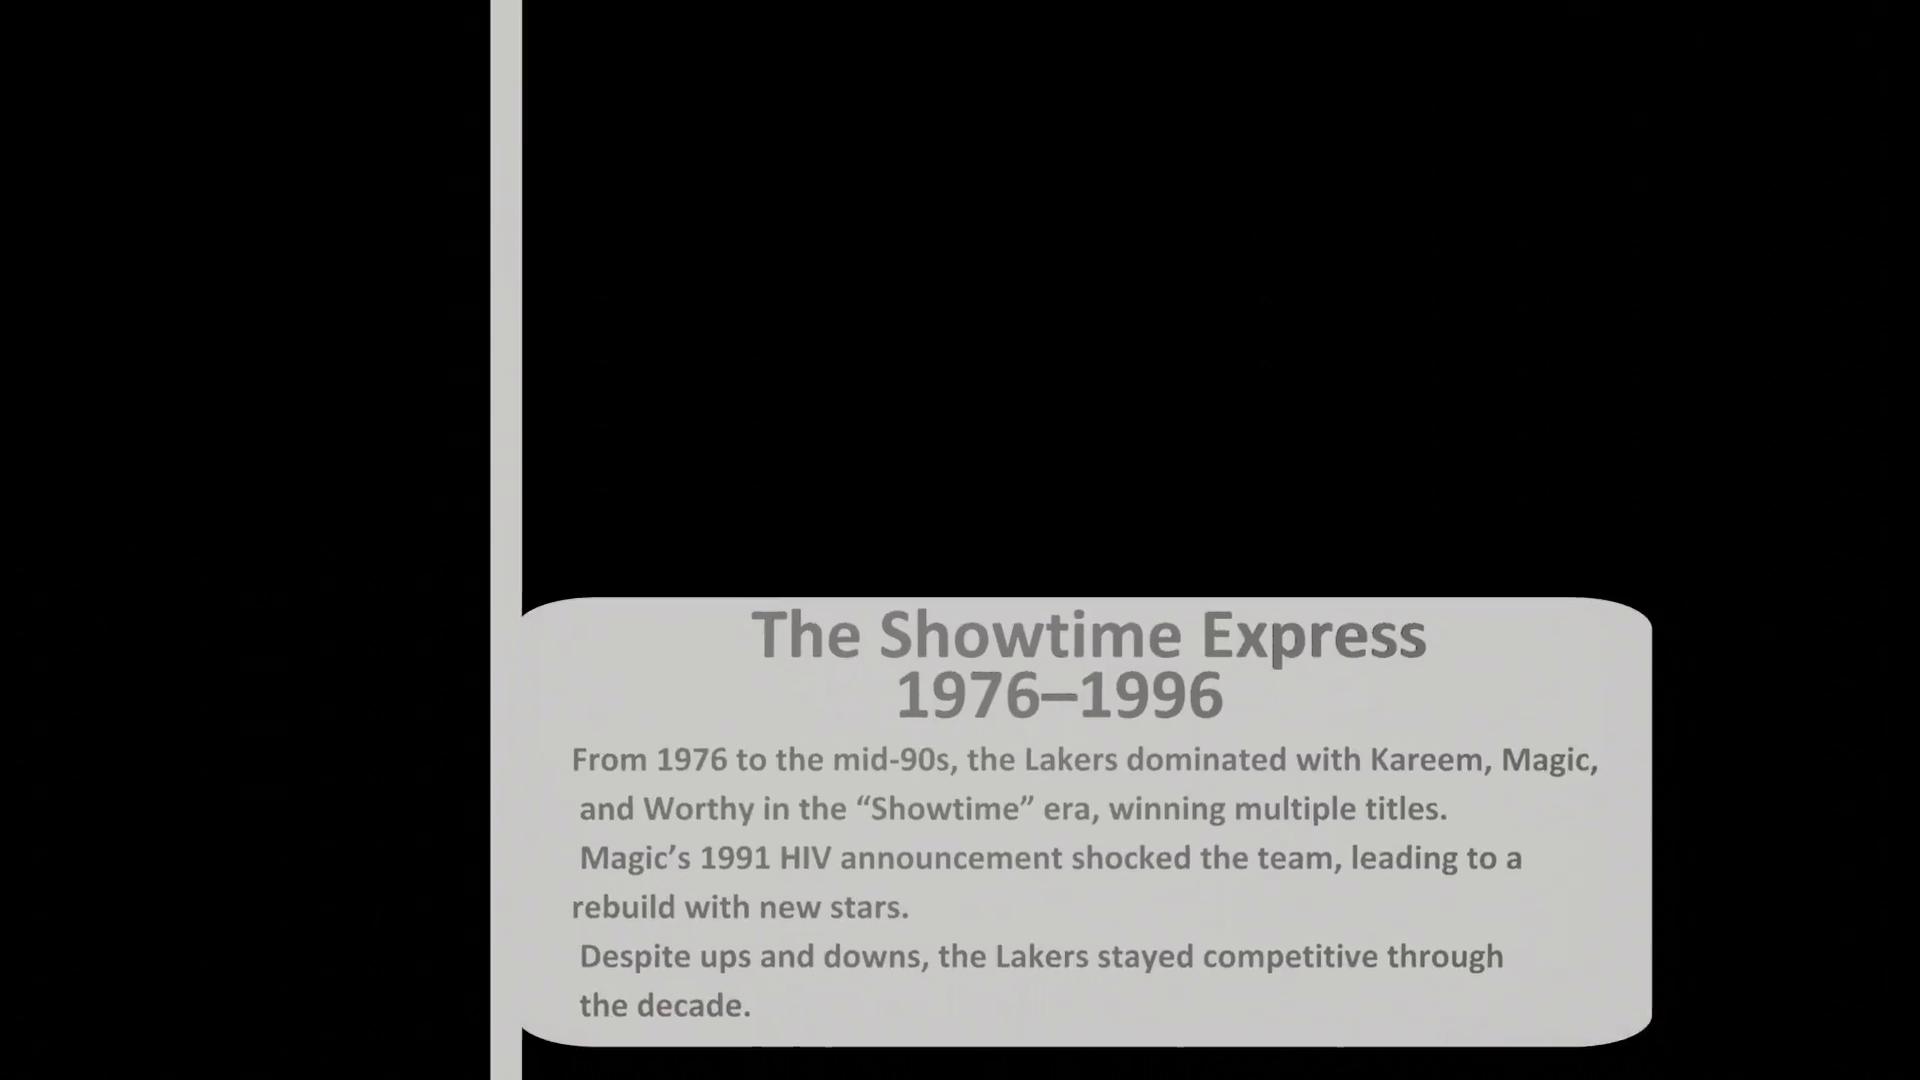 The Showtime Express
1976–1996
From 1976 to the mid-90s, the Lakers dominated with Kareem, Magic,
and Worthy in the “Showtime” era, winning multiple titles.
Magic’s 1991 HIV announcement shocked the team, leading to a
rebuild with new stars.
Despite ups and downs, the Lakers stayed competitive through
the decade.